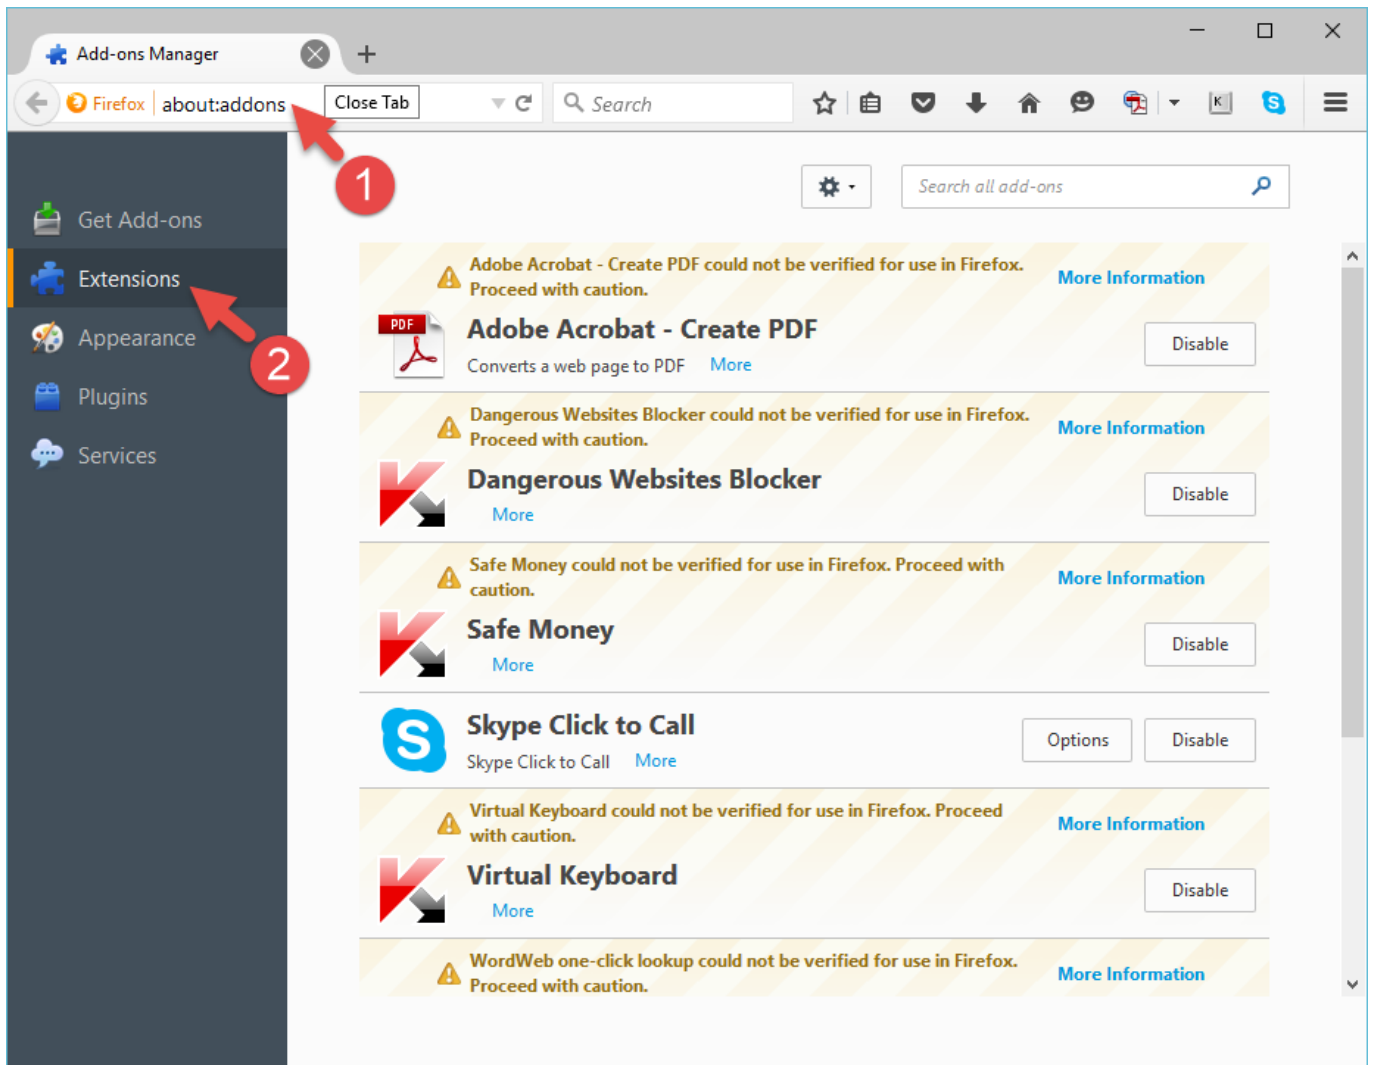 Add-ons Manager
Firefox about:addons Close Tab Search K S
1
Search all add-ons
Get Add-ons
Extensions
Appearance
Plugins
Services
2
Adobe Acrobat - Create PDF could not be verified for use in Firefox.
Proceed with caution.
More Information
PDF
Adobe Acrobat - Create PDF
Converts a web page to PDF More
Disable
Dangerous Websites Blocker could not be verified for use in Firefox.
Proceed with caution.
More Information
Dangerous Websites Blocker
More
Disable
Safe Money could not be verified for use in Firefox. Proceed with
caution.
More Information
Safe Money
More
Disable
S
Skype Click to Call
Skype Click to Call More
Options Disable
Virtual Keyboard could not be verified for use in Firefox. Proceed
with caution.
More Information
Virtual Keyboard
More
Disable
WordWeb one-click lookup could not be verified for use in Firefox.
Proceed with caution.
More Information